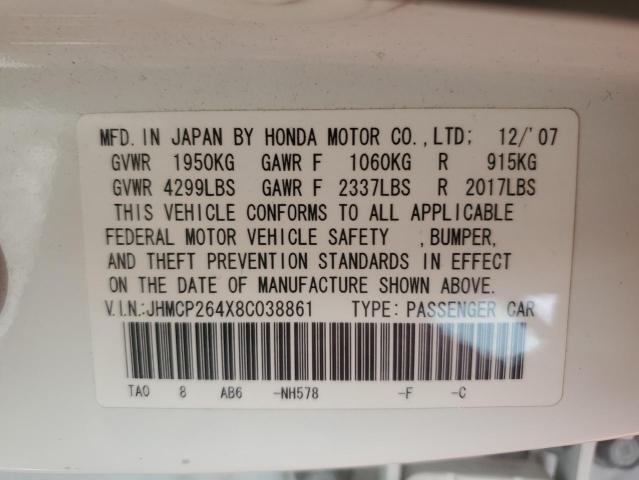 MFD. IN JAPAN BY HONDA MOTOR CO.,LTD; 12/'07
GVWR 1950KG GAWR F 1060KG R 915KG
GVWR 4299LBS GAWR F 2337LBS R 2017LBS
THIS VEHICLE CONFORMS TO ALL APPLICABLE
FEDERAL MOTOR VEHICLE SAFETY , BUMPER,
AND THEFT PREVENTION STANDARDS IN EFFECT
ON THE DATE OF MANUFACTURE SHOWN ABOVE.
V.I.N.:JHMCP264X8C038861 TYPE: PASSENGER CAR
TA0 8 AB6 -NH578 -F -C